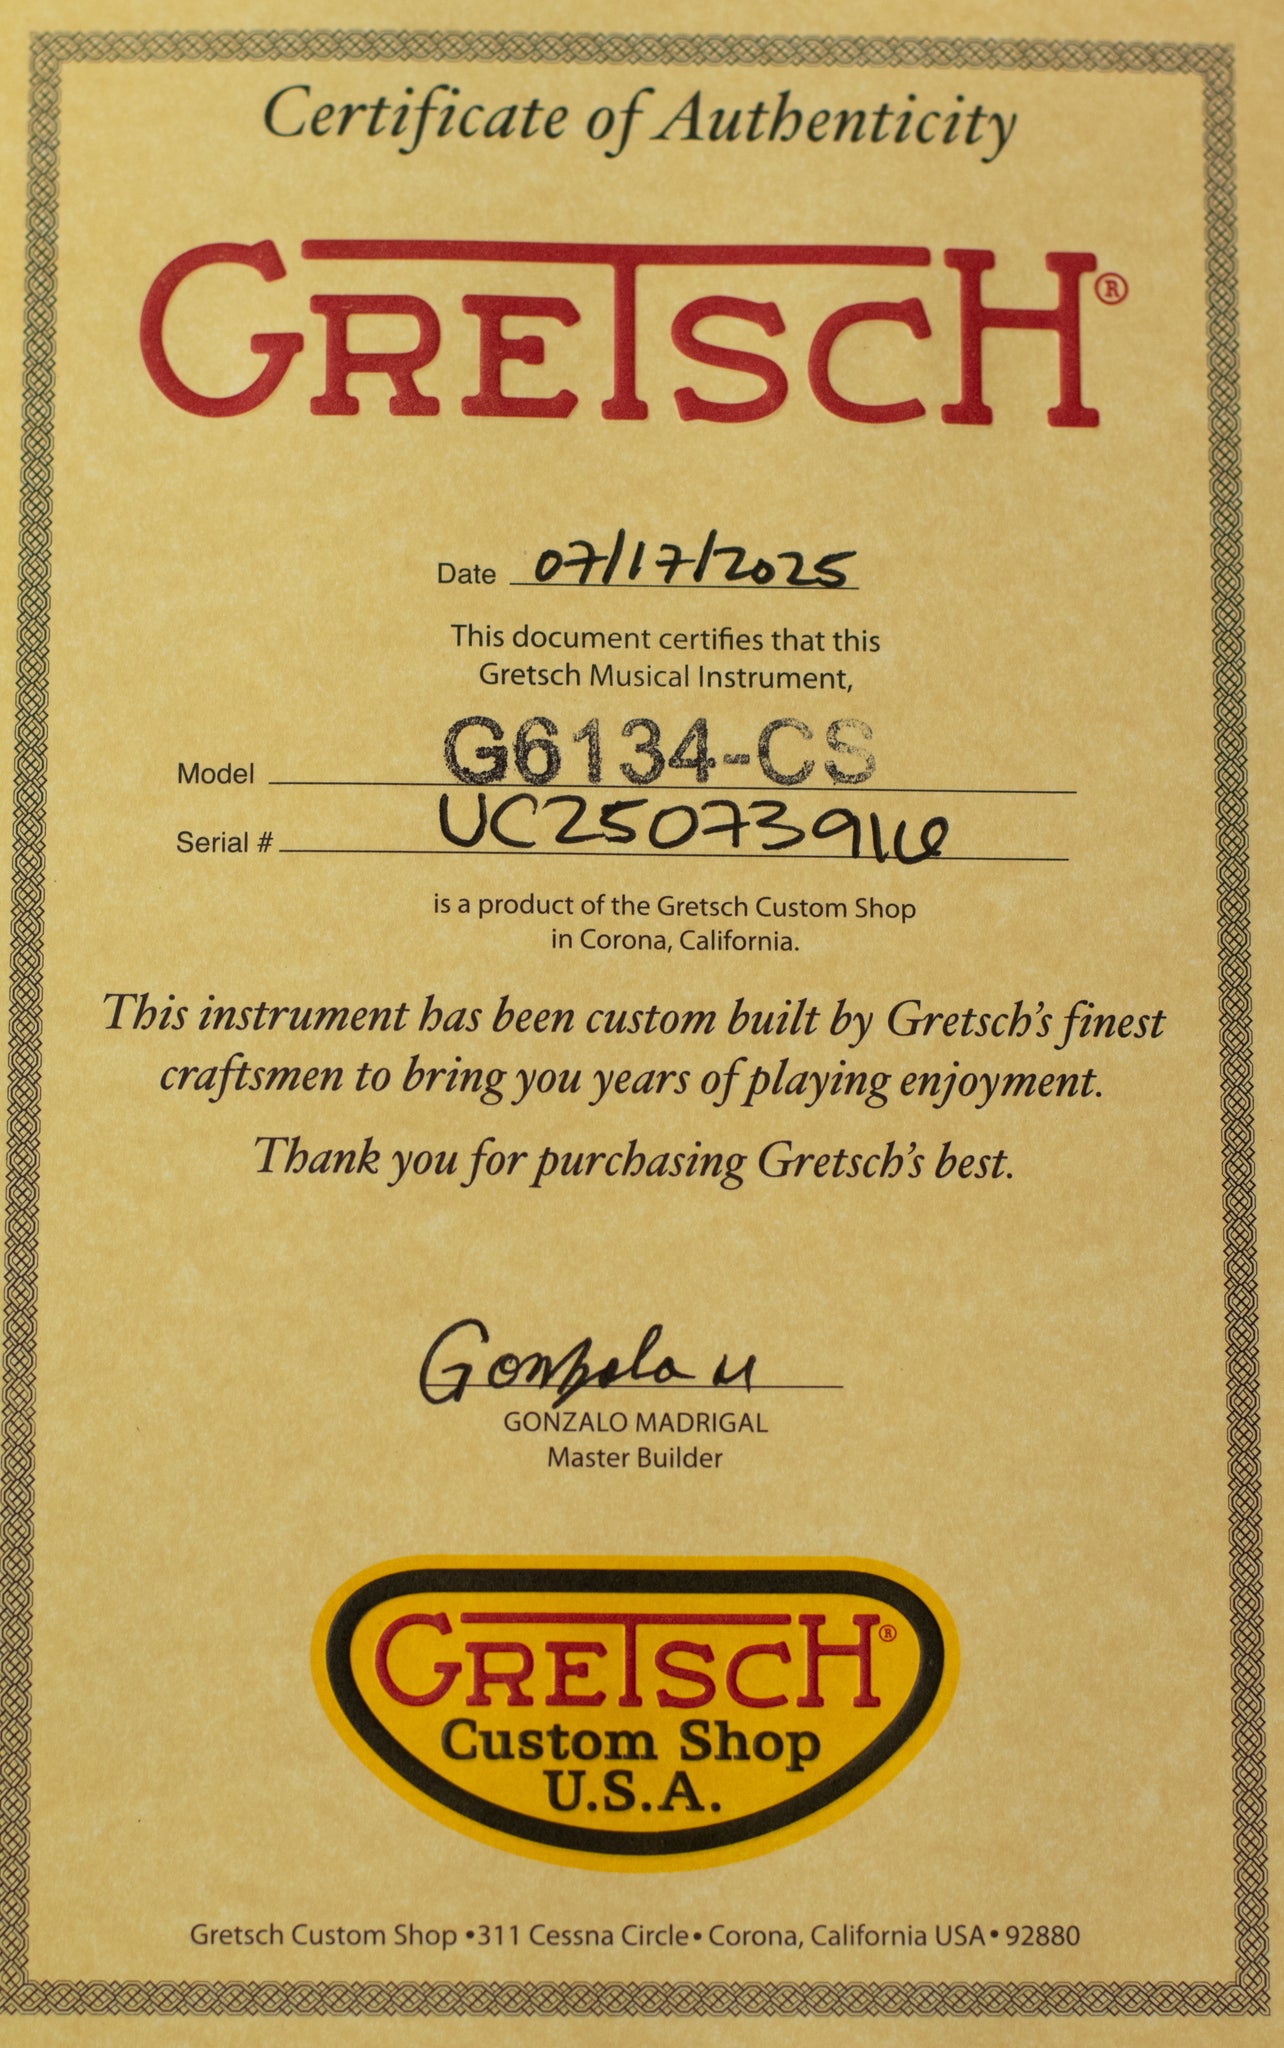 Certificate of Authenticity
GRETSCH®
Date 07/17/2025
This document certifies that this
Gretsch Musical Instrument,
Model G6134-CS
Serial # UC25073916
is a product of the Gretsch Custom Shop
in Corona, California.
This instrument has been custom built by Gretsch's finest
craftsmen to bring you years of playing enjoyment.
Thank you for purchasing Gretsch's best.
Gonzalo M
GONZALO MADRIGAL
Master Builder
GRETSCH®
Custom Shop
U.S.A.
Gretsch Custom Shop •311 Cessna Circle• Corona, California USA• 92880